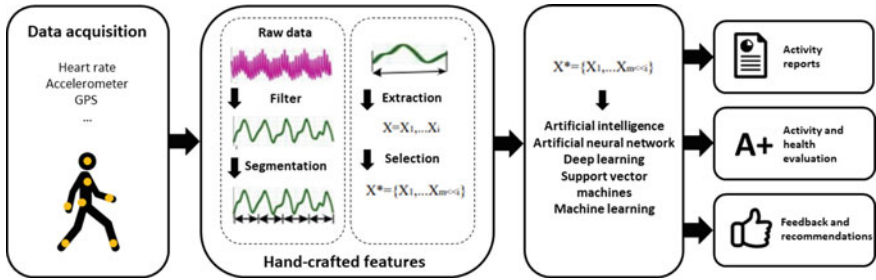 Data acquisition
Heart rate
Accelerometer
GPS
...
Raw data
Filter
Segmentation
Extraction
X=X1,...Xi
Selection
X*={X1,...Xm<<i}
Hand-crafted features
X*={X1,...Xm<<i}
Artificial intelligence
Artificial neural network
Deep learning
Support vector
machines
Machine learning
Activity
reports
A+
Activity and
health
evaluation
Feedback and
recommendations